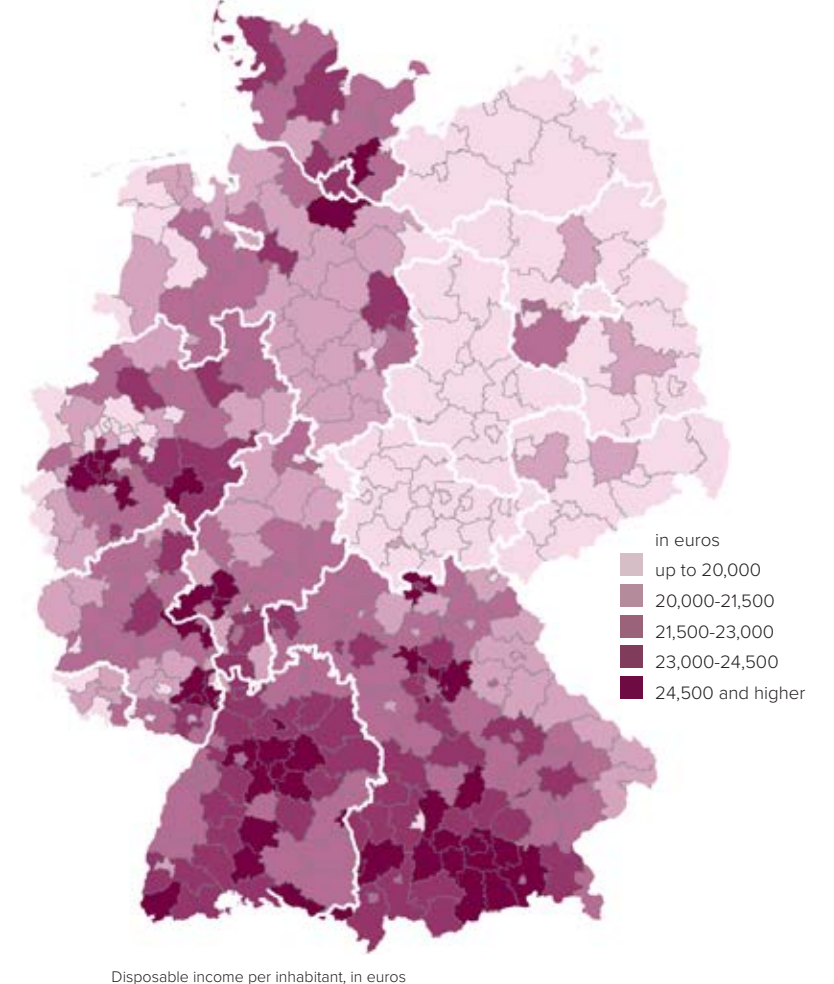 in euros
up to 20,000
20,000-21,500
21,500-23,000
23,000-24,500
24,500 and higher
Disposable income per inhabitant, in euros